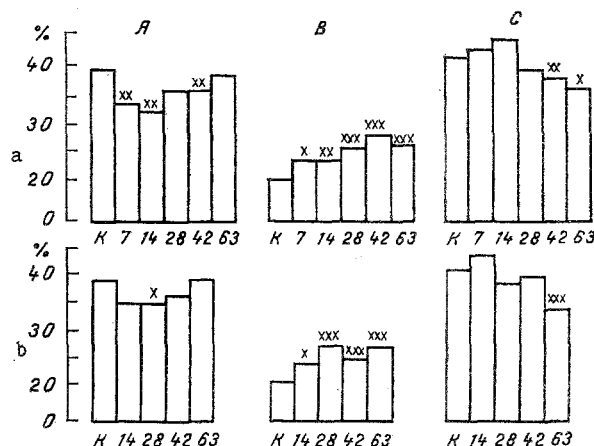 % A B C
40
xx xx xx xx x
30
x xx xxx xxx xxx
a
20
0
K 7 14 28 42 63 K 7 14 28 42 63 K 7 14 28 42 63
%
40
x xxx
30
x xxx xxx xxx
b
20
0
K 14 28 42 63 K 14 28 42 63 K 14 28 42 63